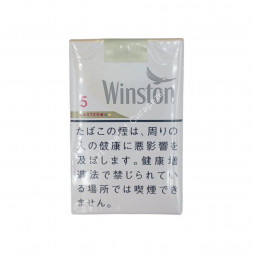 Winston
5
たばこの煙は、周りの
人の健康に悪影響を
及ぼします。健康増
進法で禁じられてい
る場所では喫煙でき
ません。